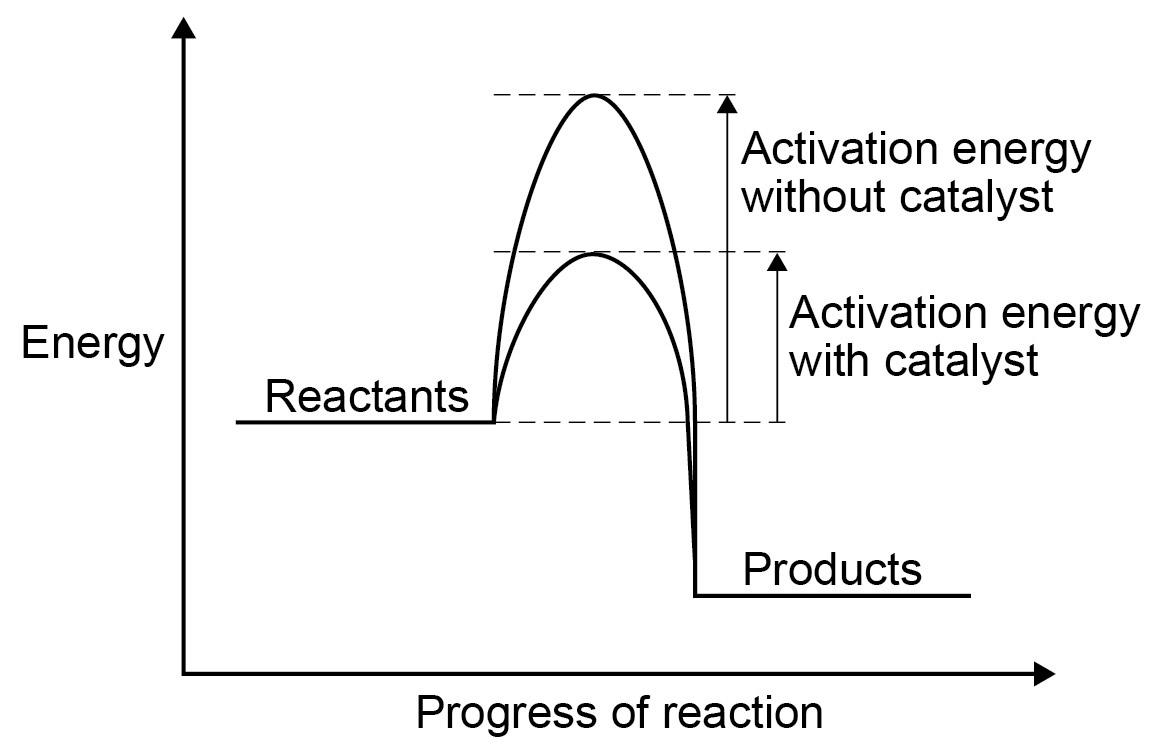 Activation energy
without catalyst
Activation energy
with catalyst
Energy
Reactants
Products
Progress of reaction